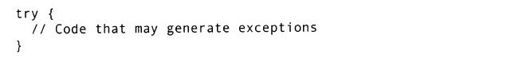 try {
  // Code that may generate exceptions
}